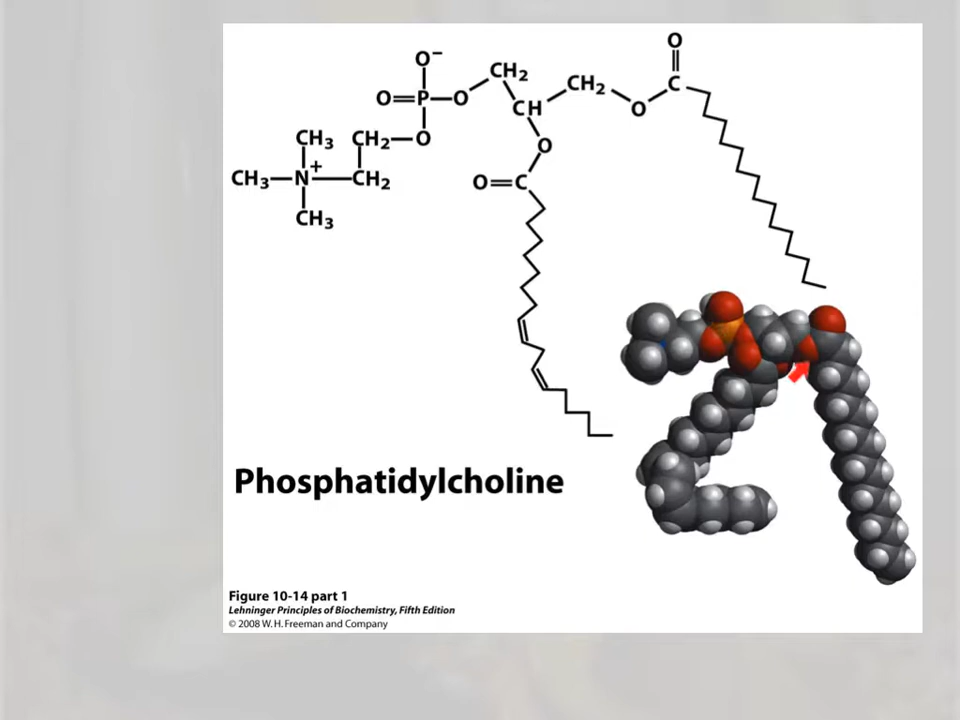 O
O−
CH2
C
CH2
O=P—O
CH
O
O
CH3 CH2—O
+
CH3—N—CH2
O=C
CH3
Phosphatidylcholine
Figure 10-14 part 1
Lehninger Principles of Biochemistry, Fifth Edition
© 2008 W. H. Freeman and Company